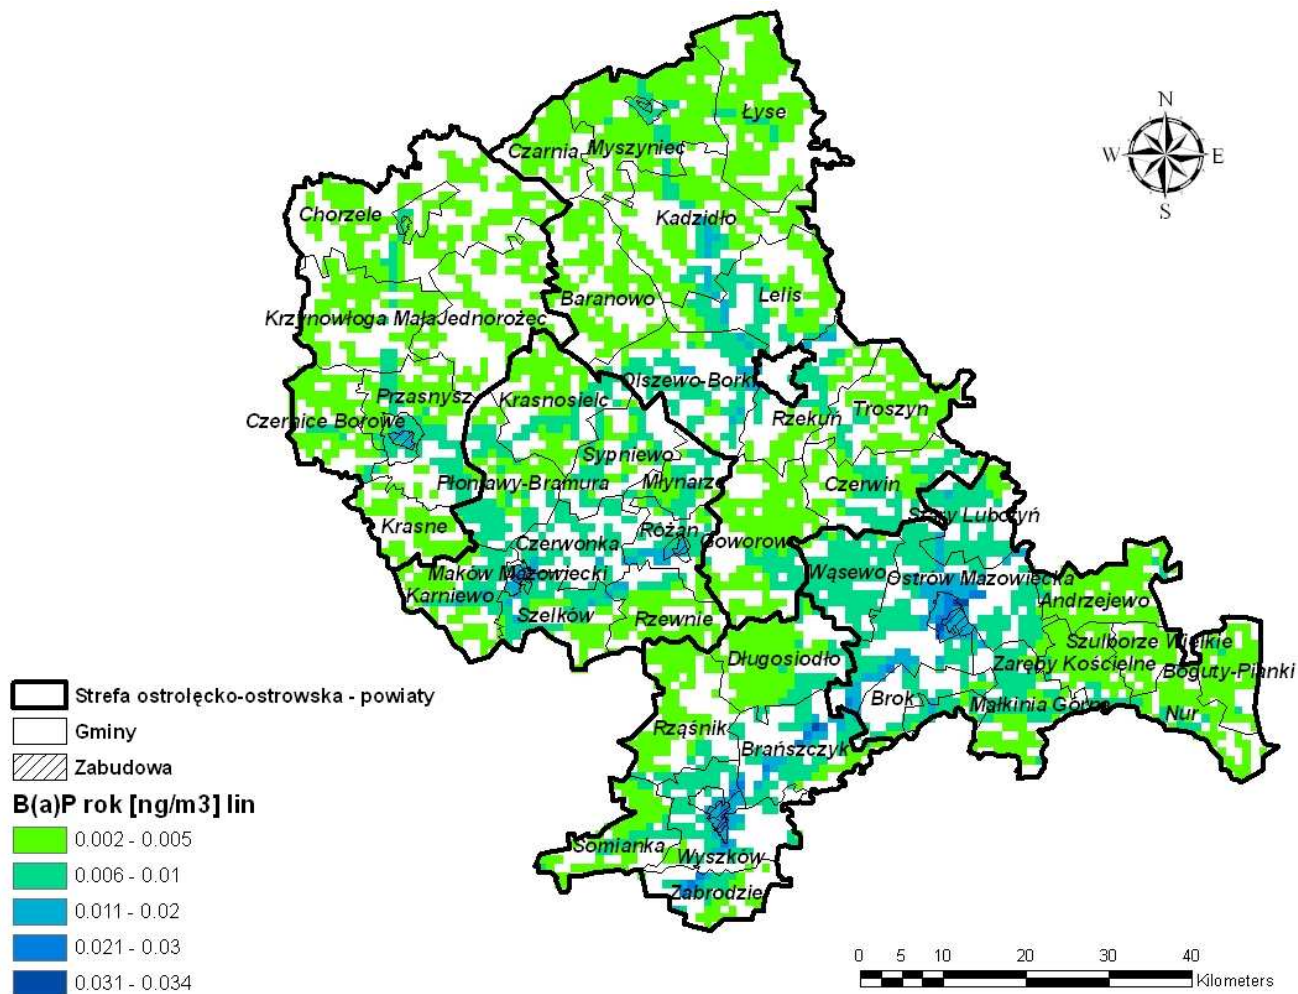 N
W E
S
Łyse
Czarnia Myszyniec
Chorzele
Kadzidło
Baranowo
Lelis
Krzynowłoga Mała Jednorożec
Olszewo-Borki
Przasnysz
Krasnosielc
Troszyn
Rzekuń
Czernice Borowe
Sypniewo
Płoniawy-Bramura
Młynarze
Czerwin
Stary Lubotyń
Krasne
Różan
Czerwonka
Goworowo
Wąsewo
Ostrów Mazowiecka
Maków Mazowiecki
Karniewo
Andrzejewo
Szelków
Rzewnie
Szulborze Wielkie
Długosiodło
Zaręby Kościelne
Boguty-Pianki
Brok
Małkinia Górna
Nur
Rząśnik
Brańszczyk
Somianka
Wyszków
Zabrodzie
Strefa ostrołęcko-ostrowska - powiaty
Gminy
Zabudowa
B(a)P rok [ng/m3] lin
0.002 - 0.005
0.006 - 0.01
0.011 - 0.02
0.021 - 0.03
0.031 - 0.034
0 5 10 20 30 40
Kilometers